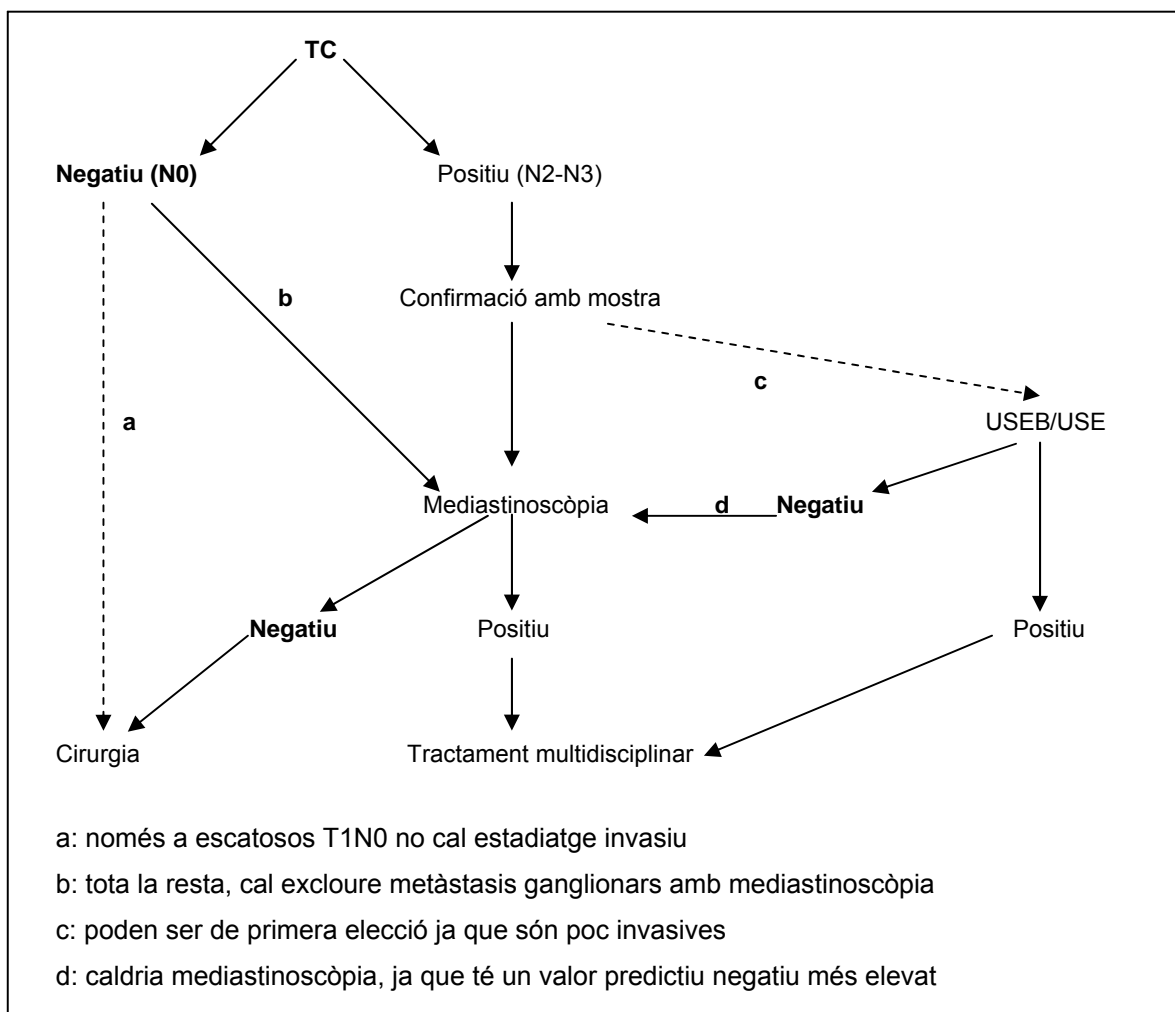 TC
Negatiu (N0)
Positiu (N2-N3)
b
Confirmació amb mostra
c
a
USEB/USE
Mediastinoscòpia
d
Negatiu
Negatiu
Positiu
Positiu
Cirurgia
Tractament multidisciplinar
a: només a escatosos T1N0 no cal estadiatge invasiu
b: tota la resta, cal excloure metàstasis ganglionars amb mediastinoscòpia
c: poden ser de primera elecció ja que són poc invasives
d: caldria mediastinoscòpia, ja que té un valor predictiu negatiu més elevat